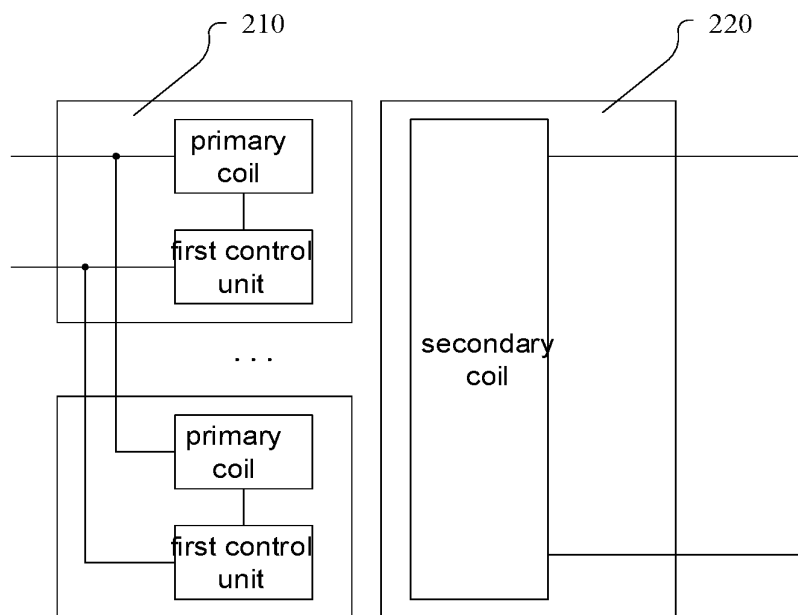 210
220
primary
coil
first control
unit
. . .
secondary
coil
primary
coil
first control
unit